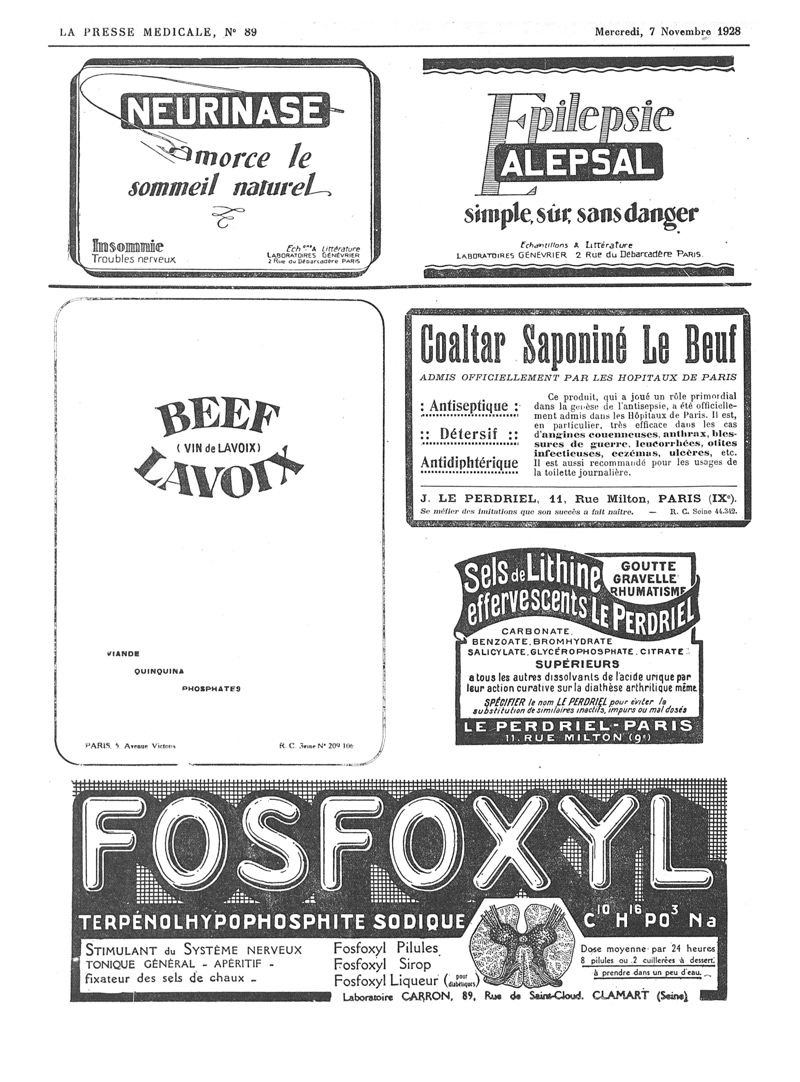 LA PRESSE MEDICALE, N° 89
Mercredi, 7 Novembre 1928
NEURINASE
amorce le
sommeil naturel
Insomnie
Troubles nerveux
Echons & Littérature
LABORATOIRES GÉNÉVRIER
2 Rue du Débarcadère PARIS
Epilepsie
ALEPSAL
simple, sûr, sans danger
Echantillons & Littérature
LABORATOIRES GÉNEVRIER 2 Rue du Débarcadère PARIS.
BEEF
(VIN de LAVOIX)
LAVOIX
VIANDE
QUINQUINA
PHOSPHATES
PARIS, 9, Avenue Victoria
R. C. Seine N° 209 106
Coaltar Saponiné Le Beuf
ADMIS OFFICIELLEMENT PAR LES HOPITAUX DE PARIS
: Antiseptique :
:: Détersif ::
Antidiphtérique
Ce produit, qui a joué un rôle primordial
dans la genèse de l'antisepsie, a été officielle-
ment admis dans les Hôpitaux de Paris. Il est,
en particulier, très efficace dans les cas
d'angines couenneuses, anthrax, bles-
sures de guerre, leucorrhées, otites
infectieuses, eczémas, ulcères, etc.
Il est aussi recommandé pour les usages de
la toilette journalière.
J. LE PERDRIEL, 11, Rue Milton, PARIS (IXe).
Se méfier des imitations que son succès a fait naître. — R. C. Seine 44.342.
Sels de Lithine
effervescents LE PERDRIEL
GOUTTE
GRAVELLE
RHUMATISME
CARBONATE,
BENZOATE, BROMHYDRATE
SALICYLATE, GLYCÉROPHOSPHATE, CITRATE
SUPÉRIEURS
à tous les autres dissolvants de l'acide urique par
leur action curative sur la diathèse arthritique même
SPÉCIFIER le nom LE PERDRIEL pour éviter la
substitution de similaires inactifs, impurs ou mal dosés
LE PERDRIEL-PARIS
11, RUE MILTON (9e)
FOSFOXYL
TERPÉNOLHYPOPHOSPHITE SODIQUE
C10 H16 PO3 Na
STIMULANT du SYSTÈME NERVEUX
TONIQUE GÉNÉRAL - APÉRITIF -
fixateur des sels de chaux -
Fosfoxyl Pilules
Fosfoxyl Sirop
Fosfoxyl Liqueur (pour diabétiques)
Dose moyenne par 24 heures
8 pilules ou 2 cuillerées à dessert,
à prendre dans un peu d'eau.
Laboratoire CARRON, 89, Rue de Saint-Cloud, CLAMART (Seine)